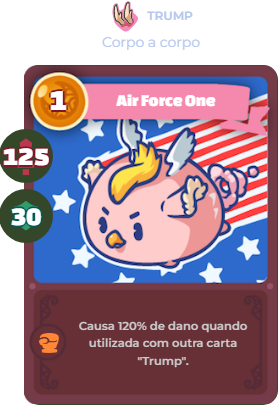 TRUMP
Corpo a corpo
1
Air Force One
125
30
Causa 120% de dano quando
utilizada com outra carta
"Trump".